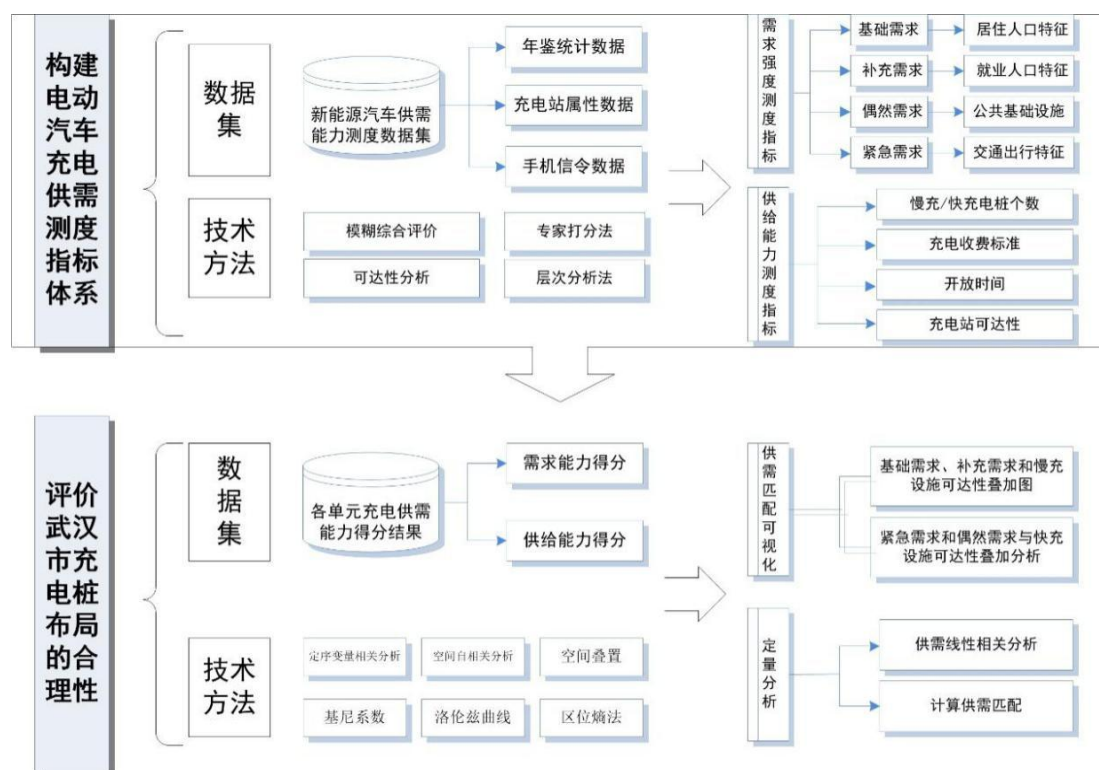 构建
电动
汽车
充电
供需
测度
指标
体系
数据
集
新能源汽车供需
能力测度数据集
年鉴统计数据
充电站属性数据
手机信令数据
技术
方法
模糊综合评价
专家打分法
可达性分析
层次分析法
需
求
强
度
测
度
指
标
基础需求
居住人口特征
补充需求
就业人口特征
偶然需求
公共基础设施
紧急需求
交通出行特征
供
给
能
力
测
度
指
标
慢充/快充电桩个数
充电收费标准
开放时间
充电站可达性
评价
武汉
市充
电桩
布局
的合
理性
数
据
集
各单元充电供需
能力得分结果
需求能力得分
供给能力得分
技术
方法
定序变量相关分析
空间自相关分析
空间叠置
基尼系数
洛伦兹曲线
区位熵法
供
需
匹
配
可
视
化
基础需求、补充需求和慢充
设施可达性叠加图
紧急需求和偶然需求与快充
设施可达性叠加分析
定
量
分
析
供需线性相关分析
计算供需匹配